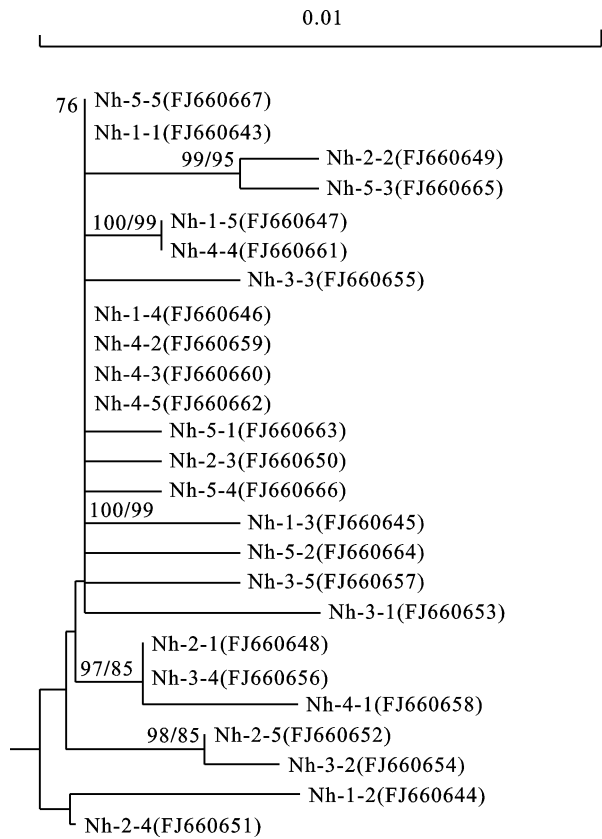 0.01
76
Nh-5-5(FJ660667)
Nh-1-1(FJ660643)
99/95
Nh-2-2(FJ660649)
Nh-5-3(FJ660665)
100/99
Nh-1-5(FJ660647)
Nh-4-4(FJ660661)
Nh-3-3(FJ660655)
Nh-1-4(FJ660646)
Nh-4-2(FJ660659)
Nh-4-3(FJ660660)
Nh-4-5(FJ660662)
Nh-5-1(FJ660663)
Nh-2-3(FJ660650)
Nh-5-4(FJ660666)
100/99
Nh-1-3(FJ660645)
Nh-5-2(FJ660664)
Nh-3-5(FJ660657)
Nh-3-1(FJ660653)
Nh-2-1(FJ660648)
97/85
Nh-3-4(FJ660656)
Nh-4-1(FJ660658)
98/85
Nh-2-5(FJ660652)
Nh-3-2(FJ660654)
Nh-1-2(FJ660644)
Nh-2-4(FJ660651)